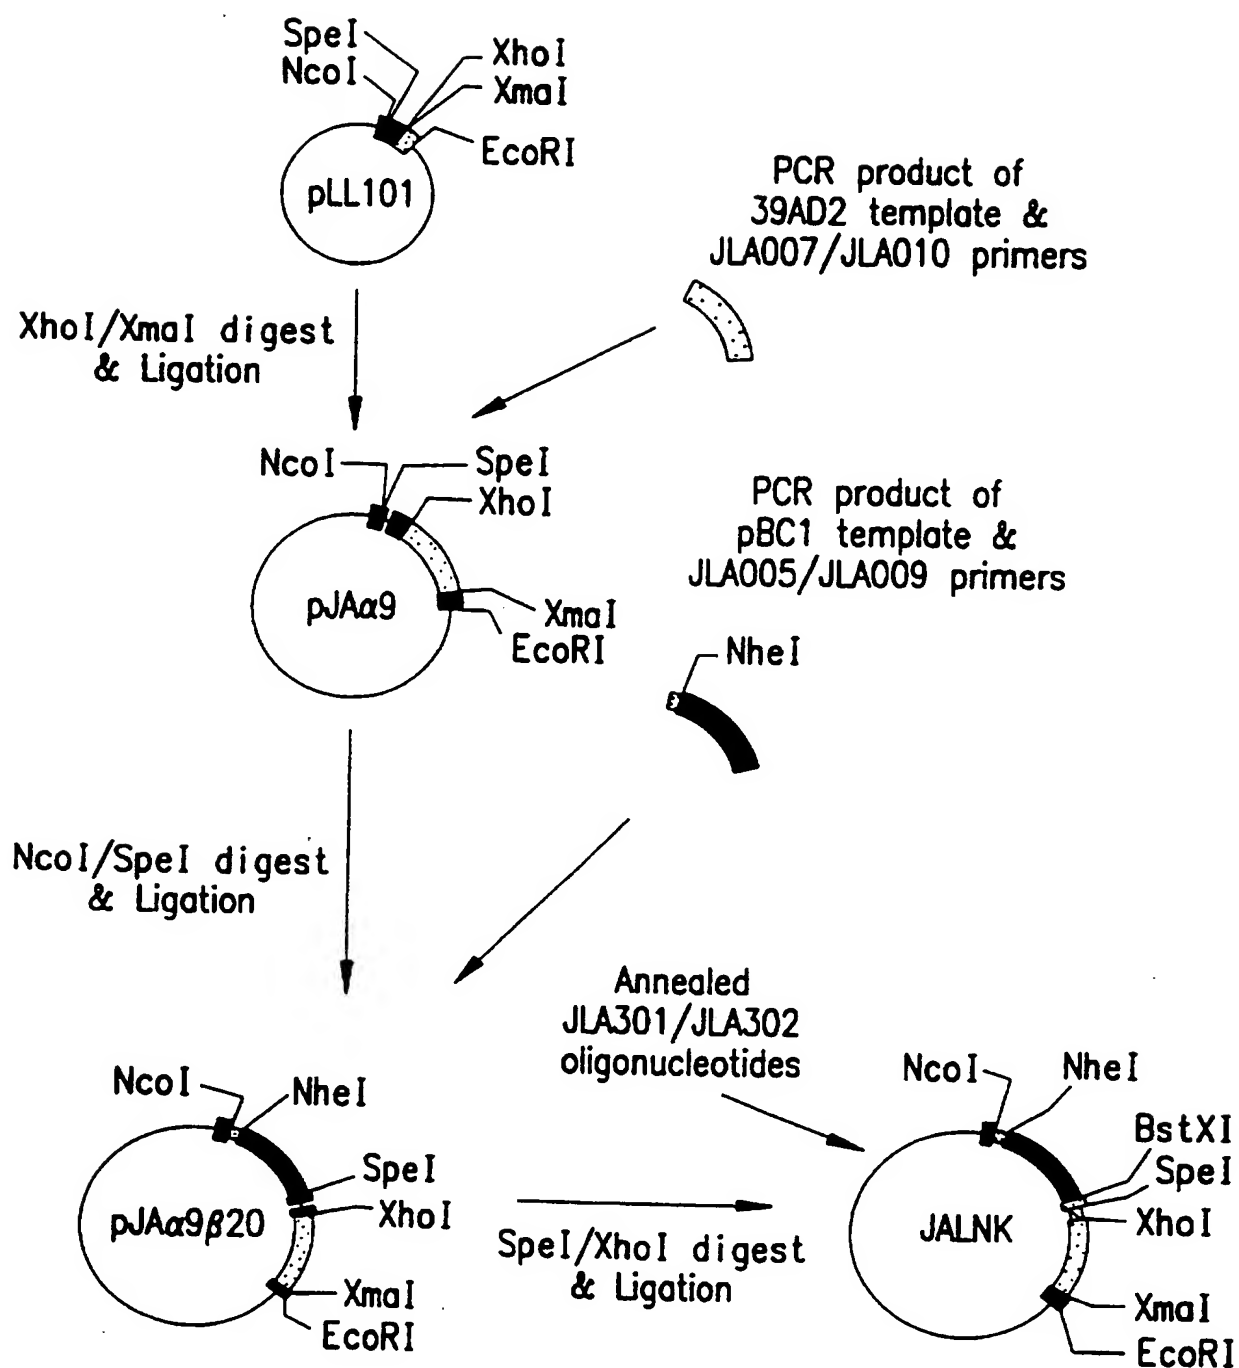 SpeI
NcoI
XhoI
XmaI
EcoRI
pLL101
PCR product of
39AD2 template &
JLA007/JLA010 primers
XhoI/XmaI digest
& Ligation
NcoI
SpeI
XhoI
pJAα9
XmaI
EcoRI
PCR product of
pBC1 template &
JLA005/JLA009 primers
NheI
NcoI/SpeI digest
& Ligation
Annealed
JLA301/JLA302
oligonucleotides
NcoI
NheI
SpeI
XhoI
pJAα9β20
XmaI
EcoRI
SpeI/XhoI digest
& Ligation
NcoI
NheI
BstXI
SpeI
XhoI
JALNK
XmaI
EcoRI